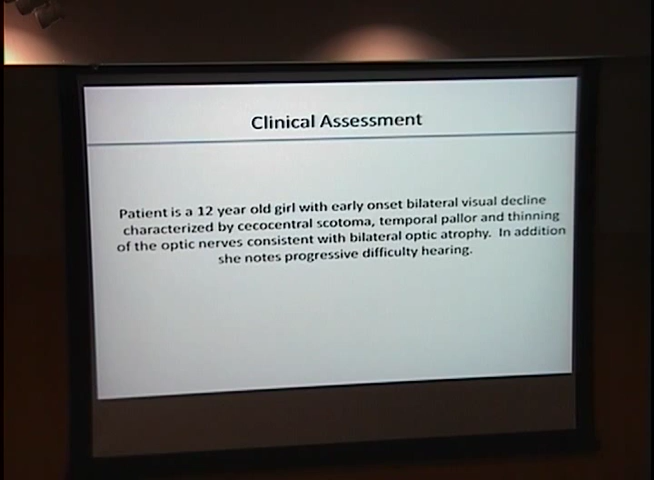 Clinical Assessment
Patient is a 12 year old girl with early onset bilateral visual decline
characterized by cecocentral scotoma, temporal pallor and thinning
of the optic nerves consistent with bilateral optic atrophy.  In addition
she notes progressive difficulty hearing.